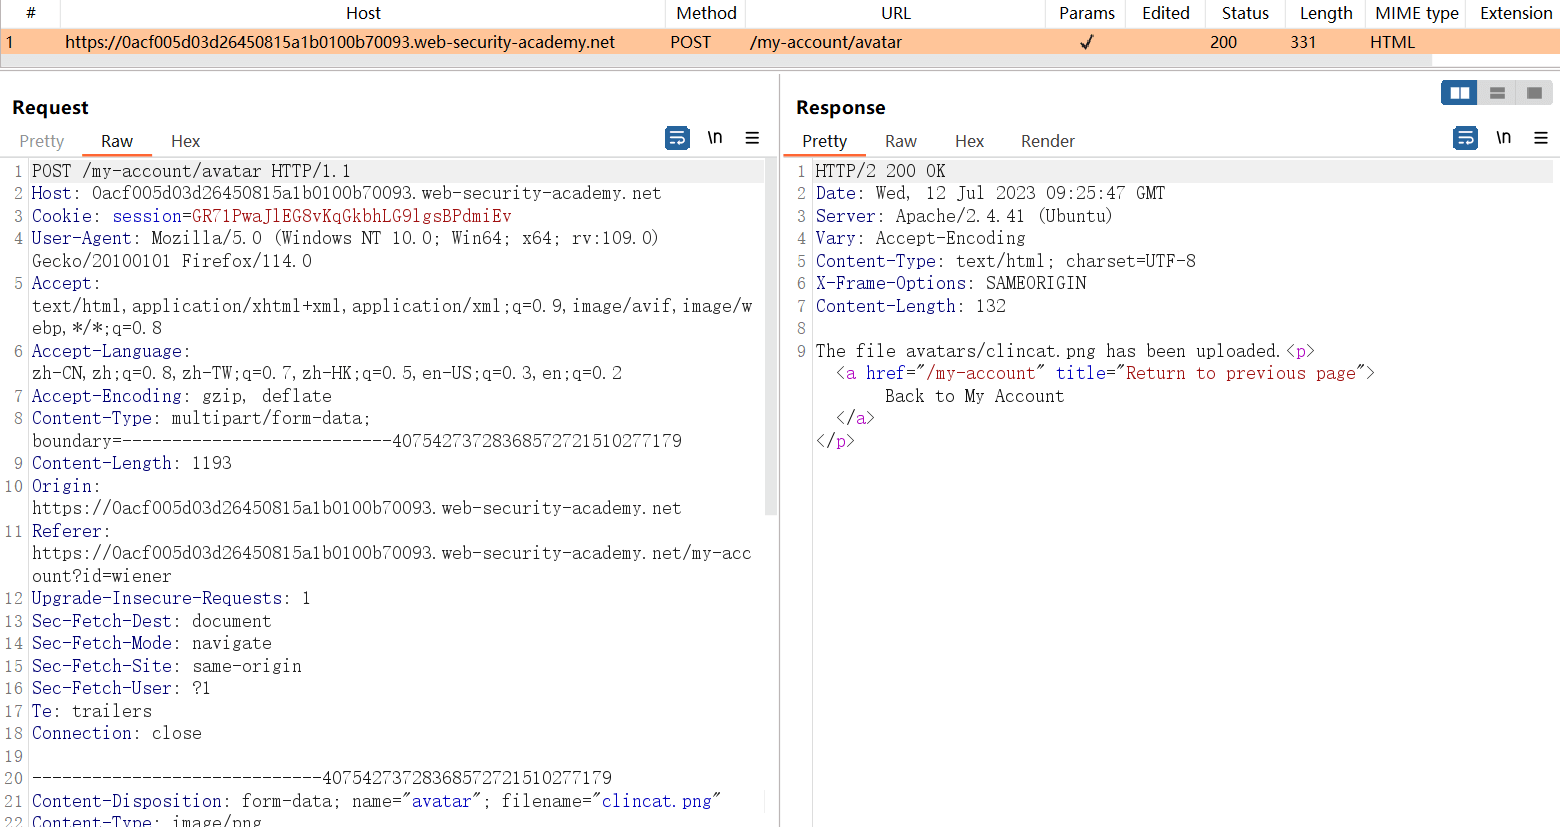 # Host Method URL Params Edited Status Length MIME type Extension
1 https://0acf005d03d26450815a1b0100b70093.web-security-academy.net POST /my-account/avatar ✓ 200 331 HTML
Request
Pretty Raw Hex \n
1 POST /my-account/avatar HTTP/1.1
2 Host: 0acf005d03d26450815a1b0100b70093.web-security-academy.net
3 Cookie: session=GR71PwaJlEG8vKqGkbhLG9lgsBPdmiEv
4 User-Agent: Mozilla/5.0 (Windows NT 10.0; Win64; x64; rv:109.0)
Gecko/20100101 Firefox/114.0
5 Accept:
text/html,application/xhtml+xml,application/xml;q=0.9,image/avif,image/w
ebp,*/*;q=0.8
6 Accept-Language:
zh-CN,zh;q=0.8,zh-TW;q=0.7,zh-HK;q=0.5,en-US;q=0.3,en;q=0.2
7 Accept-Encoding: gzip, deflate
8 Content-Type: multipart/form-data;
boundary=---------------------------407542737283685727215102​77179
9 Content-Length: 1193
10 Origin:
https://0acf005d03d26450815a1b0100b70093.web-security-academy.net
11 Referer:
https://0acf005d03d26450815a1b0100b70093.web-security-academy.net/my-acc
ount?id=wiener
12 Upgrade-Insecure-Requests: 1
13 Sec-Fetch-Dest: document
14 Sec-Fetch-Mode: navigate
15 Sec-Fetch-Site: same-origin
16 Sec-Fetch-User: ?1
17 Te: trailers
18 Connection: close
19
20 -----------------------------40754273728368572721510277179
21 Content-Disposition: form-data; name="avatar"; filename="clincat.png"
22 Content-Type: image/png
Response
Pretty Raw Hex Render \n
1 HTTP/2 200 OK
2 Date: Wed, 12 Jul 2023 09:25:47 GMT
3 Server: Apache/2.4.41 (Ubuntu)
4 Vary: Accept-Encoding
5 Content-Type: text/html; charset=UTF-8
6 X-Frame-Options: SAMEORIGIN
7 Content-Length: 132
8
9 The file avatars/clincat.png has been uploaded.<p>
<a href="/my-account" title="Return to previous page">
Back to My Account
</a>
</p>